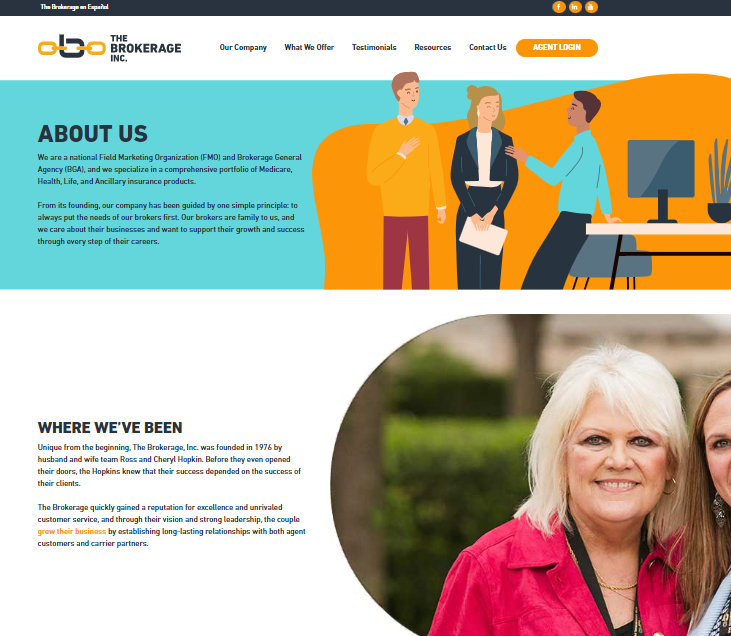 The Brokerage en Español
THE
BROKERAGE
INC.
Our Company
What We Offer
Testimonials
Resources
Contact Us
AGENT LOGIN
ABOUT US
We are a national Field Marketing Organization (FMO) and Brokerage General
Agency (BGA), and we specialize in a comprehensive portfolio of Medicare,
Health, Life, and Ancillary insurance products.
From its founding, our company has been guided by one simple principle: to
always put the needs of our brokers first. Our brokers are family to us, and
we care about their businesses and want to support their growth and success
through every step of their careers.
WHERE WE'VE BEEN
Unique from the beginning, The Brokerage, Inc. was founded in 1976 by
husband and wife team Ross and Cheryl Hopkin. Before they even opened
their doors, the Hopkins knew that their success depended on the success of
their clients.
The Brokerage quickly gained a reputation for excellence and unrivaled
customer service, and through their vision and strong leadership, the couple
grew their business by establishing long-lasting relationships with both agent
customers and carrier partners.